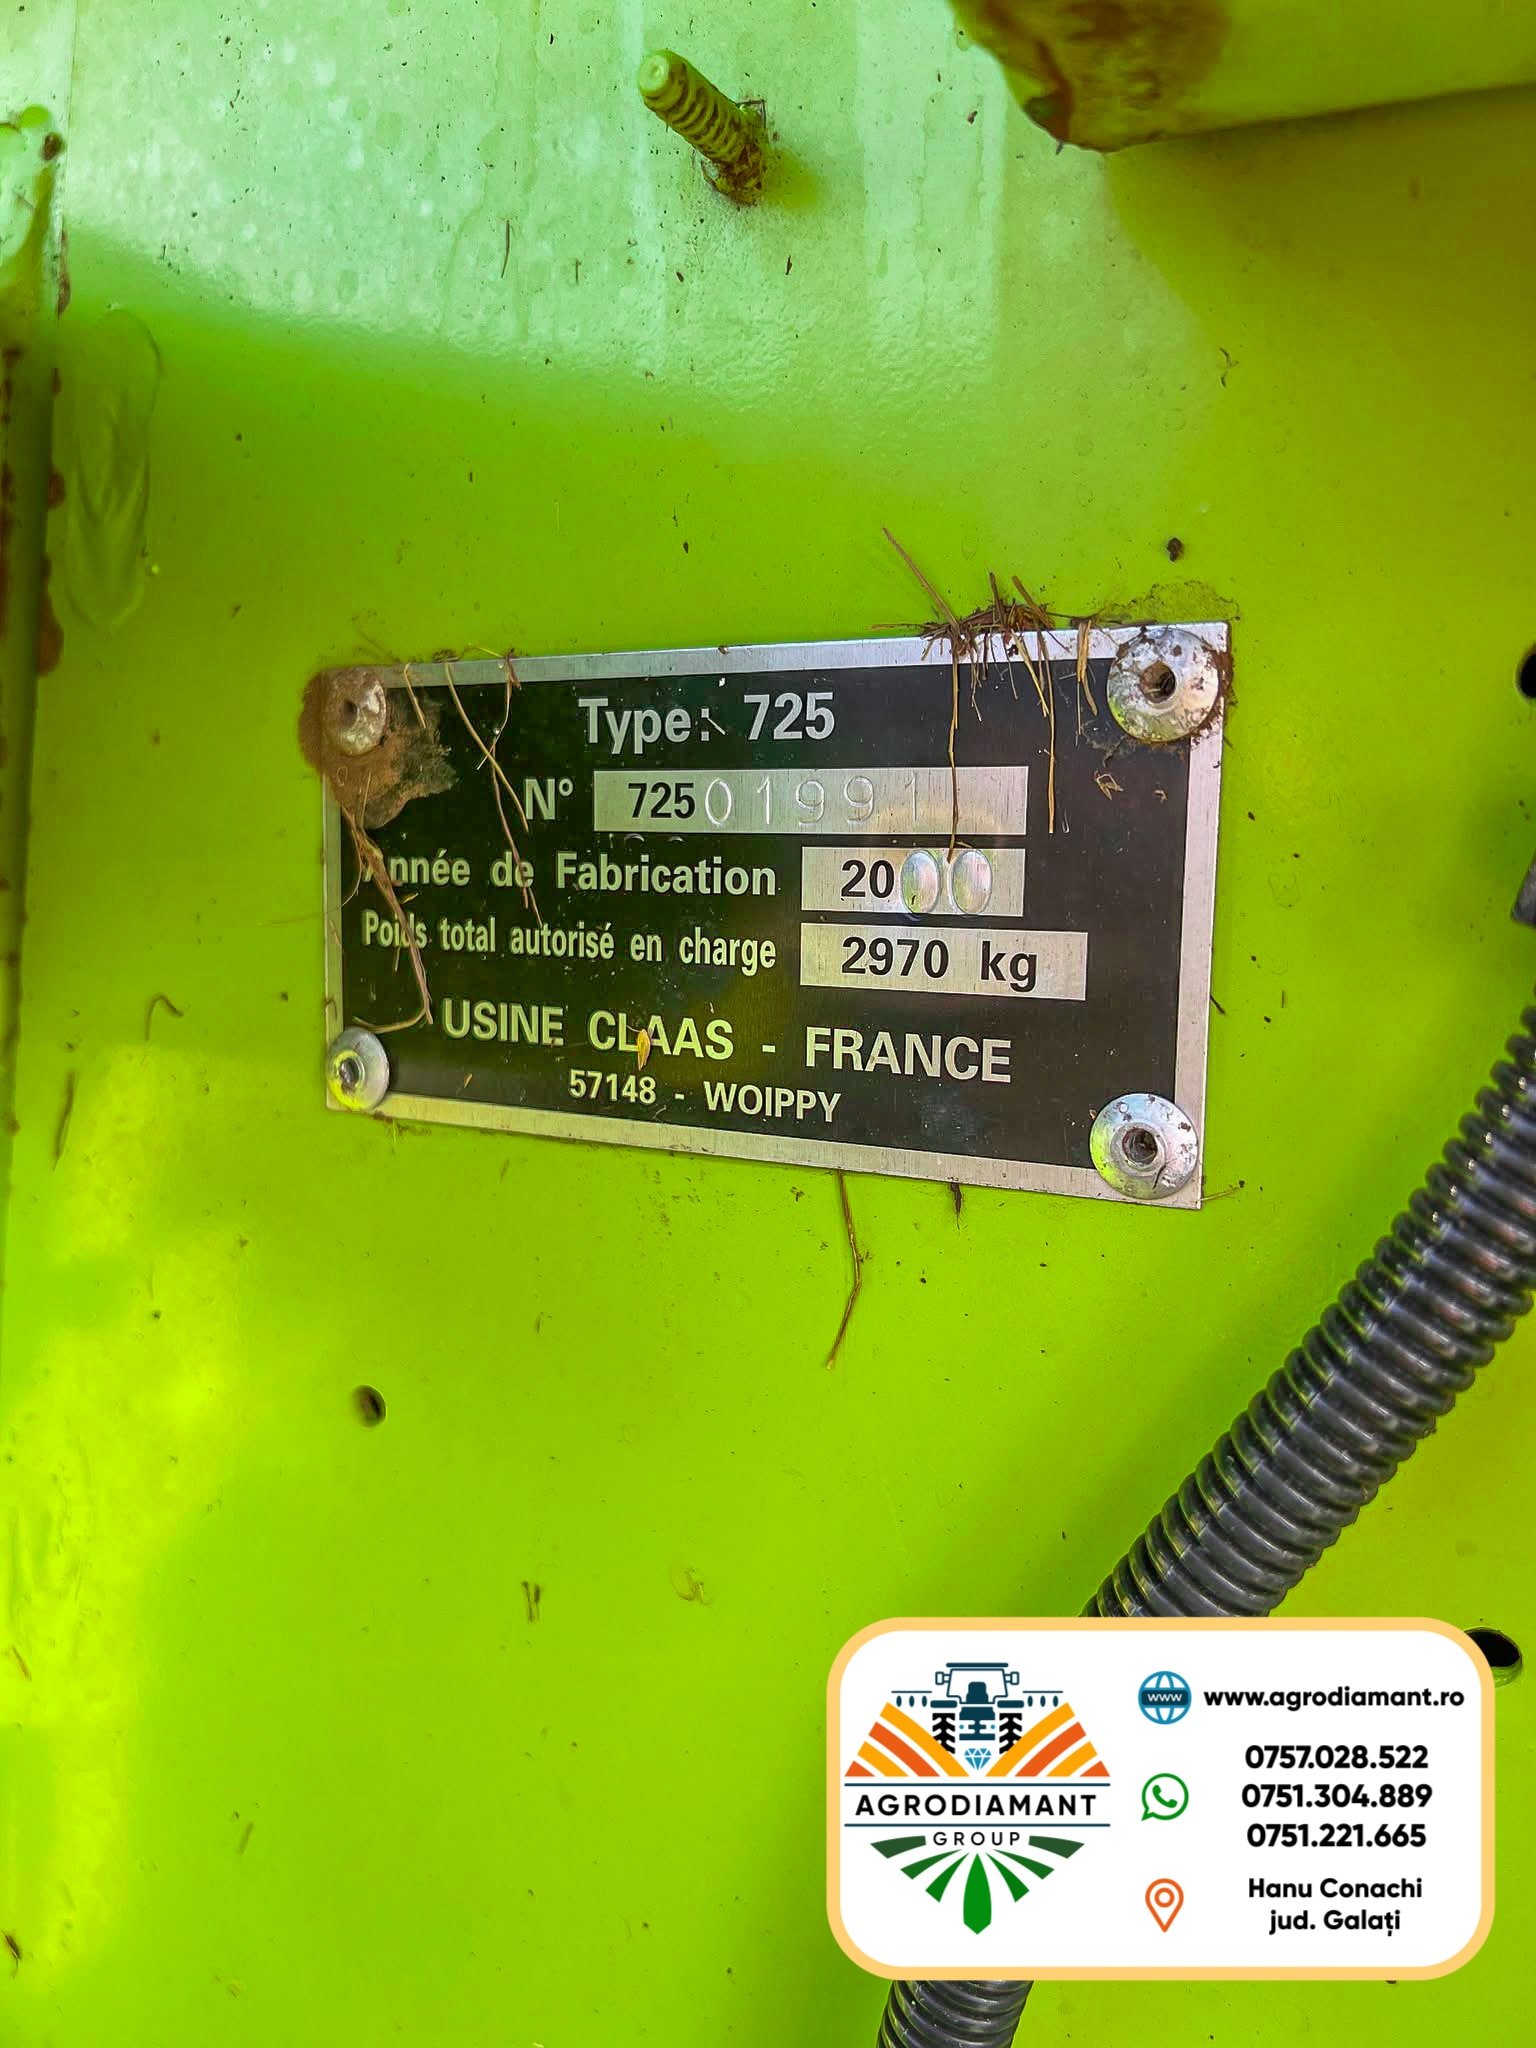 Type: 725
N° 72501991
Année de Fabrication 2000
Poids total autorisé en charge 2970 kg
USINE CLAAS - FRANCE
57148 - WOIPPY
AGRODIAMANT
GROUP
www
www.agrodiamant.ro
0757.028.522
0751.304.889
0751.221.665
Hanu Conachi
jud. Galați